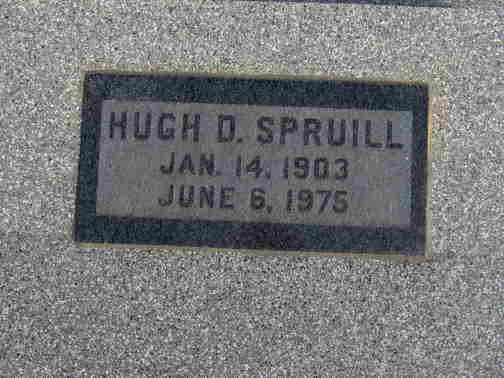 HUGH D. SPRUILL
JAN. 14, 1903
JUNE 6, 1975